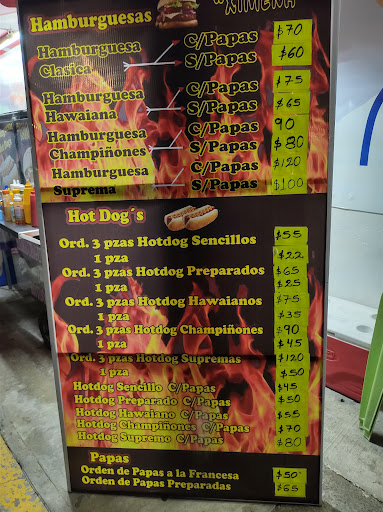 "XIMENA"
Hamburguesas
Hamburguesa Clasica
C/Papas $70
S/Papas $60
Hamburguesa Hawaiana
C/Papas $75
S/Papas $65
Hamburguesa Champiñones
C/Papas 90
S/Papas $80
Hamburguesa Suprema
C/Papas $120
S/Papas $100
Hot Dog´s
Ord. 3 pzas Hotdog Sencillos $55
1 pza $22
Ord. 3 pzas Hotdog Preparados $65
1 pza $25
Ord. 3 pzas Hotdog Hawaianos $75
1 pza $35
Ord. 3 pzas Hotdog Champiñones $90
1 pza $45
Ord. 3 pzas Hotdog Supremas $120
1 pza $50
Hotdog Sencillo C/Papas $45
Hotdog Preparado C/Papas $50
Hotdog Hawaiano C/Papas $55
Hotdog Champiñones C/Papas $70
Hotdog Supremo C/Papas $80
Papas
Orden de Papas a la Francesa $50
Orden de Papas Preparadas $65